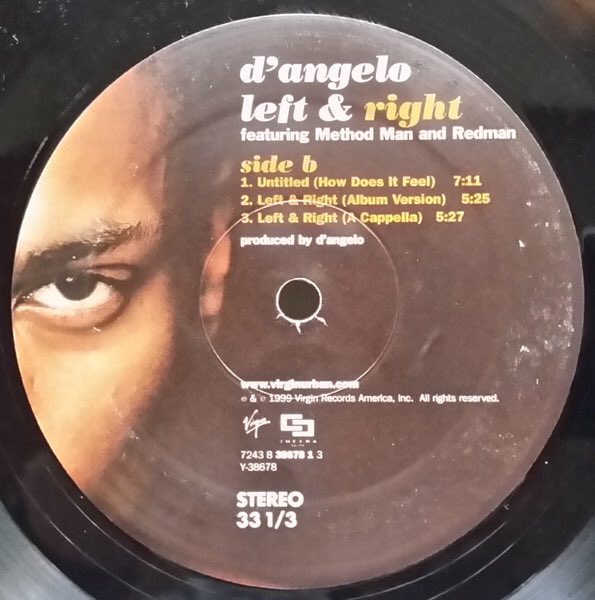 d'angelo
left & right
featuring Method Man and Redman
side b
1. Untitled (How Does It Feel) 7:11
2. Left & Right (Album Version) 5:25
3. Left & Right (A Cappella) 5:27
produced by d'angelo
www.virginurban.com
℗ & © 1999 Virgin Records America, Inc. All rights reserved.
Virgin
CHEEBA
7243 8 38678 1 3
Y-38678
STEREO
33 1/3